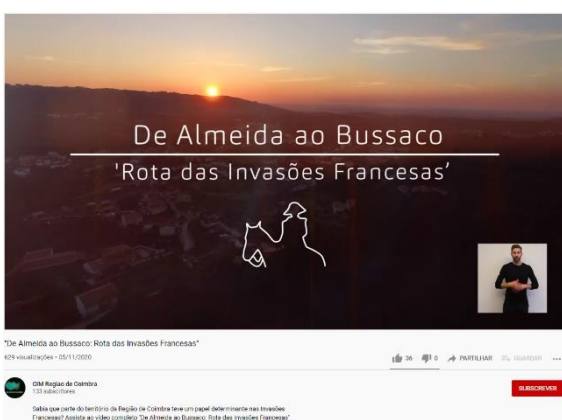 De Almeida ao Bussaco
'Rota das Invasões Francesas'
"De Almeida ao Bussaco: Rota das Invasões Francesas"
629 visualizações • 05/11/2020
36
0
PARTILHAR
GUARDAR
...
CIM Regiao de Coimbra
133 subscritores
SUBSCREVER
Sabia que parte do território da Região de Coimbra teve um papel determinante nas Invasões
Francesas? Assista ao vídeo completo "De Almeida ao Bussaco: Rota das Invasões Francesas"